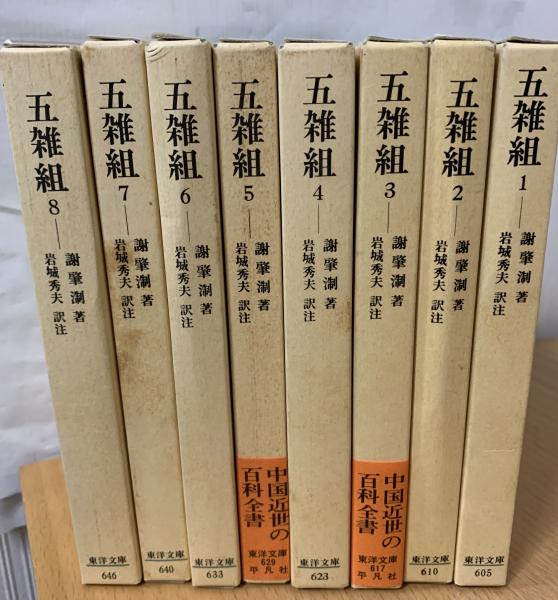 五雑組 1
謝肇淛 著
岩城秀夫 訳注
東洋文庫
605
五雑組 2
謝肇淛 著
岩城秀夫 訳注
東洋文庫
610
五雑組 3
謝肇淛 著
岩城秀夫 訳注
中国近世の
百科全書
東洋文庫
617
平凡社
五雑組 4
謝肇淛 著
岩城秀夫 訳注
東洋文庫
623
五雑組 5
謝肇淛 著
岩城秀夫 訳注
中国近世の
百科全書
東洋文庫
629
平凡社
五雑組 6
謝肇淛 著
岩城秀夫 訳注
東洋文庫
633
五雑組 7
謝肇淛 著
岩城秀夫 訳注
東洋文庫
640
五雑組 8
謝肇淛 著
岩城秀夫 訳注
東洋文庫
646